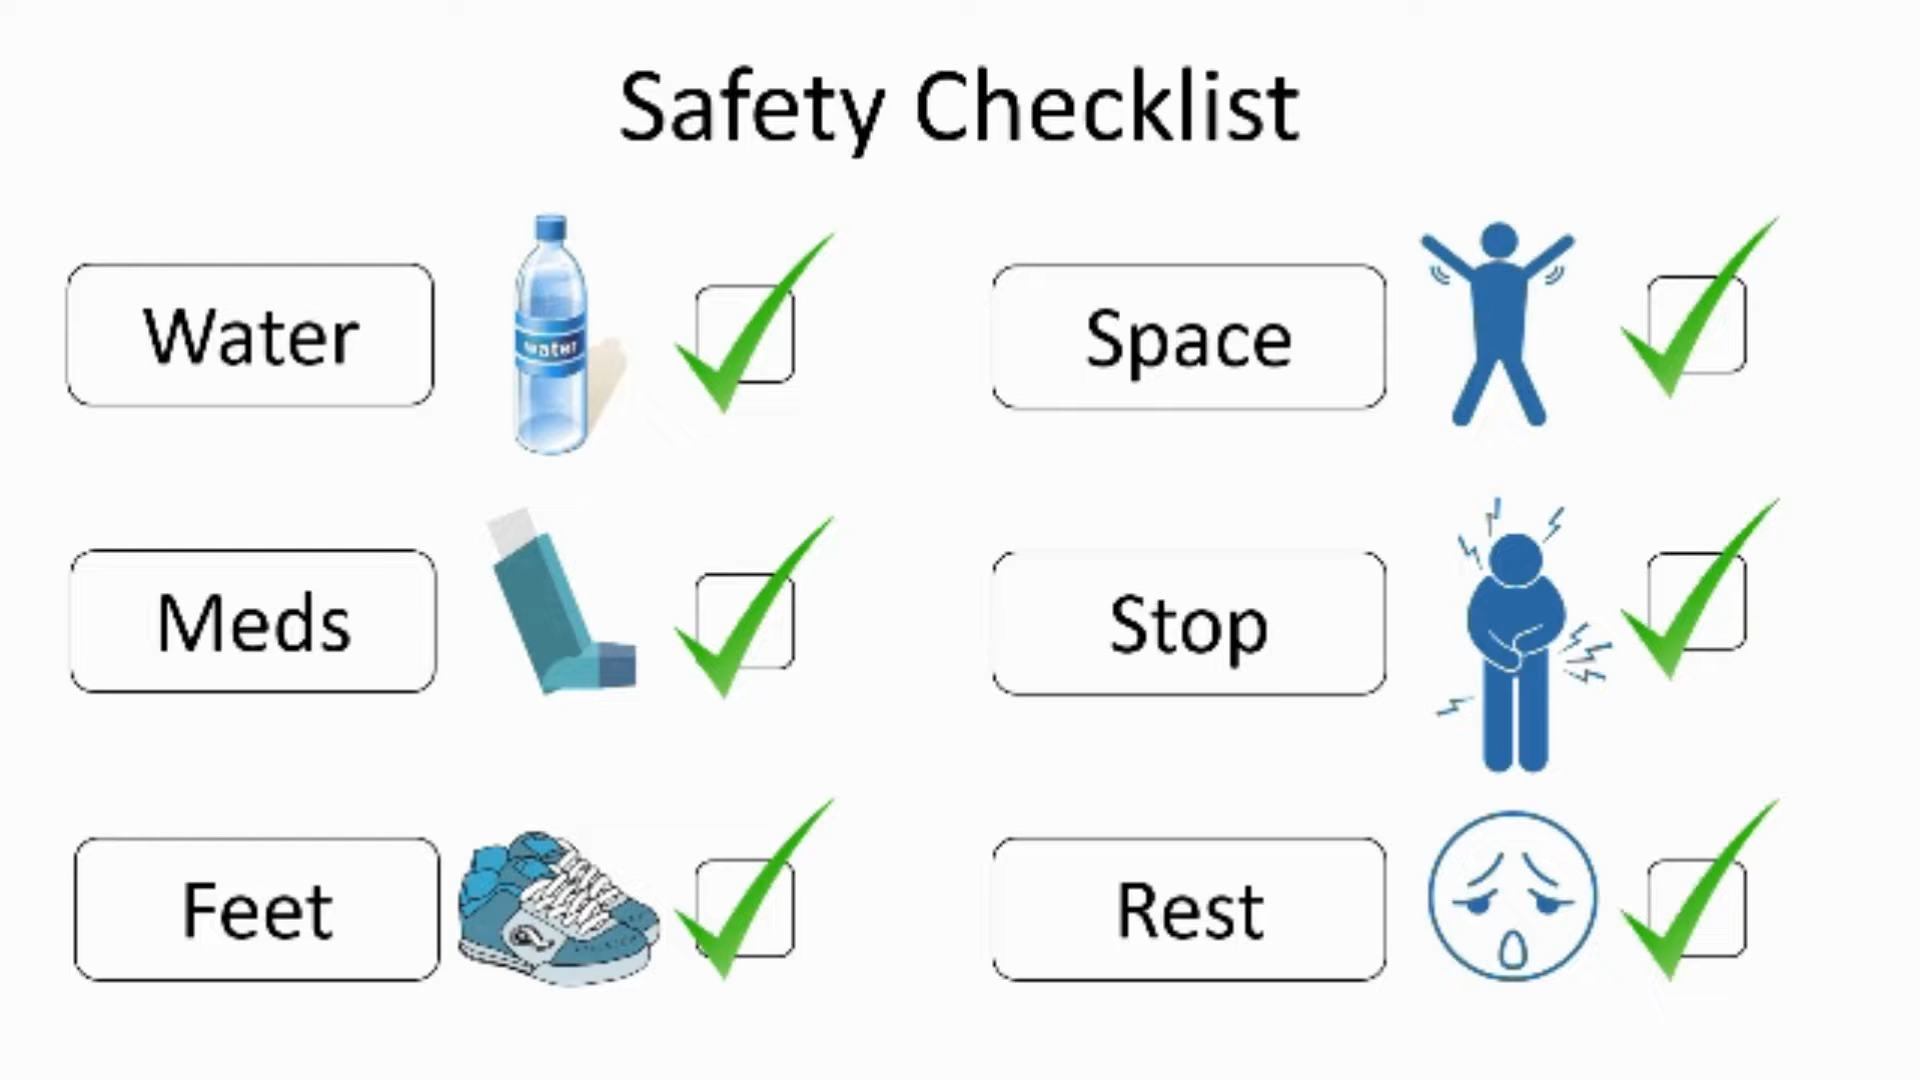 Safety Checklist
Water
water
Space
Meds
Stop
Feet
Rest